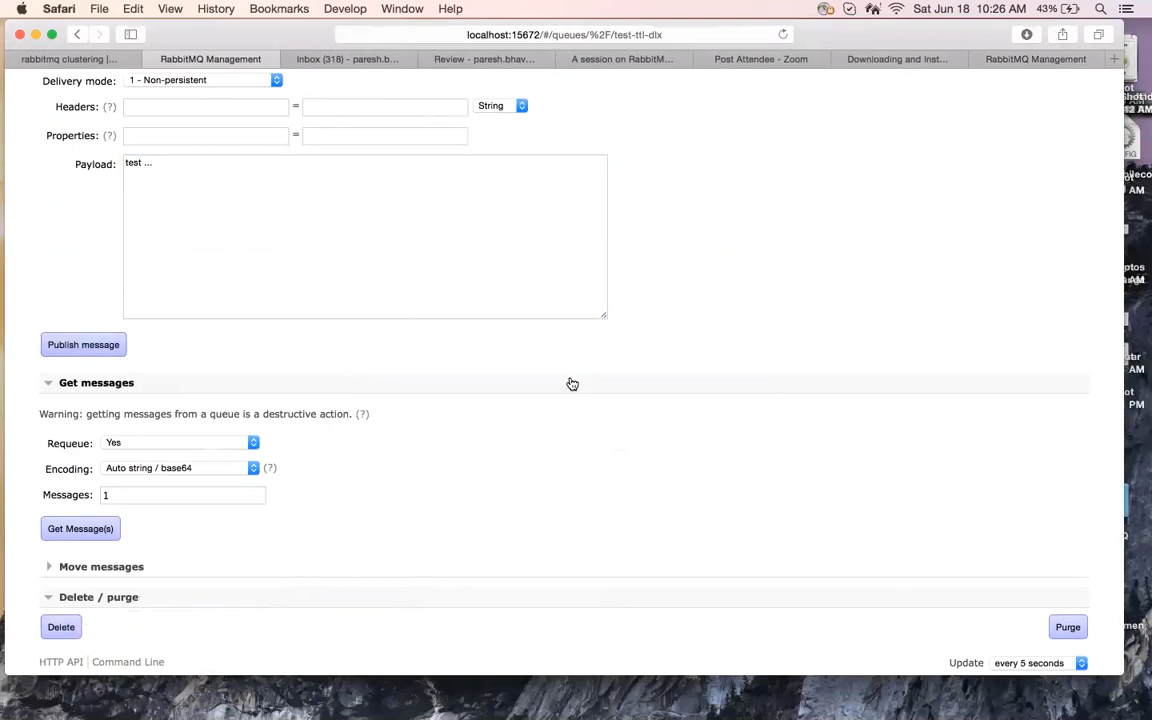 Safari File Edit View History Bookmarks Develop Window Help Sat Jun 18 10:26 AM 43%
localhost:15672/#/queues/%2F/test-ttl-dlx
rabbitmq clustering |... RabbitMQ Management Inbox (318) - paresh.b... Review - paresh.bhav... A session on RabbitM... Post Attendee - Zoom Downloading and Inst... RabbitMQ Management +
Delivery mode: 1 - Non-persistent
Headers: (?) = String
Properties: (?) =
Payload: test ...
Publish message
Get messages
Warning: getting messages from a queue is a destructive action. (?)
Requeue: Yes
Encoding: Auto string / base64 (?)
Messages: 1
Get Message(s)
Move messages
Delete / purge
Delete Purge
HTTP API Command Line Update every 5 seconds